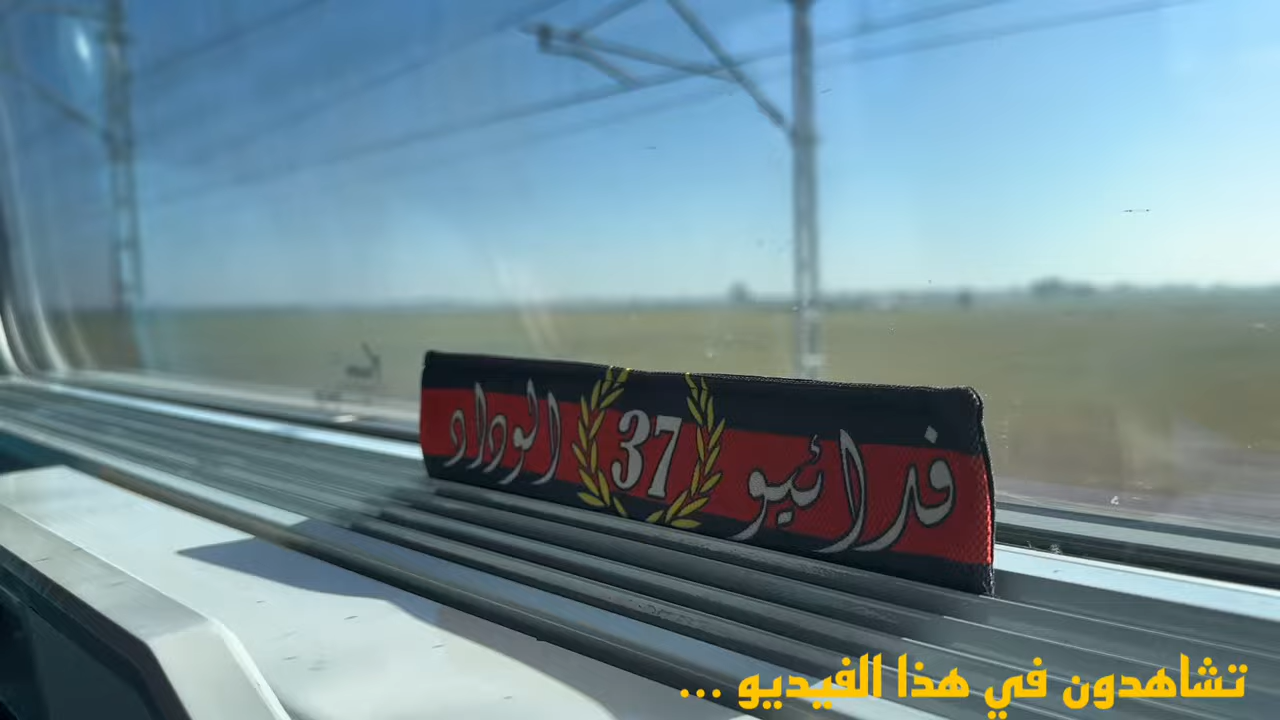 فدائيو 37 الوداد
تشاهدون في هذا الفيديو ...